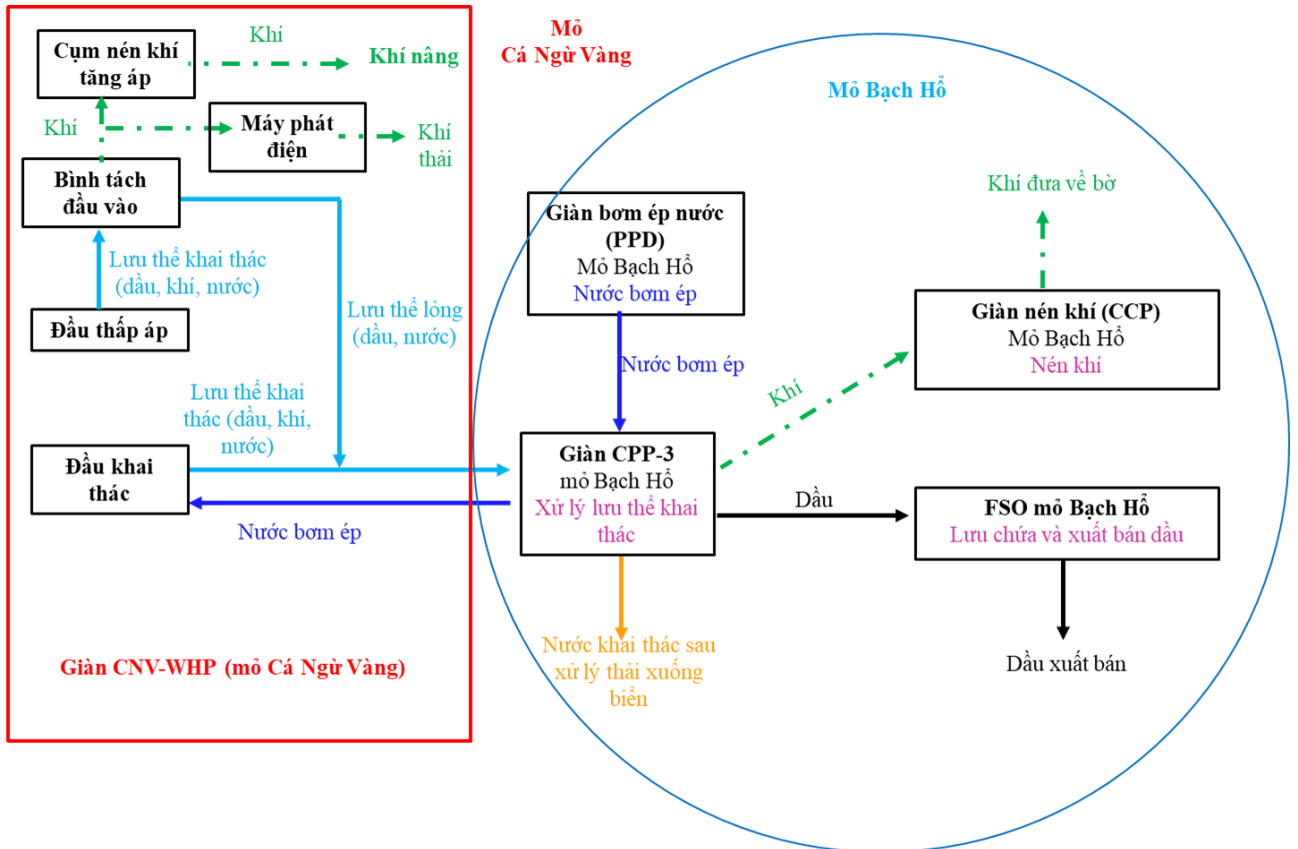 Cụm nén khí
tăng áp
Khí
Khí nâng
Khí
Máy phát
điện
Khí
thải
Bình tách
đầu vào
Lưu thể khai thác
(dầu, khí, nước)
Lưu thể lỏng
(dầu, nước)
Đầu thấp áp
Lưu thể khai
thác (dầu, khí,
nước)
Đầu khai
thác
Nước bơm ép
Giàn CNV-WHP (mỏ Cá Ngừ Vàng)
Mỏ
Cá Ngừ Vàng
Mỏ Bạch Hổ
Giàn bơm ép nước
(PPD)
Mỏ Bạch Hổ
Nước bơm ép
Nước bơm ép
Khí đưa về bờ
Giàn nén khí (CCP)
Mỏ Bạch Hổ
Nén khí
Khí
Giàn CPP-3
mỏ Bạch Hổ
Xử lý lưu thể khai
thác
Dầu
FSO mỏ Bạch Hổ
Lưu chứa và xuất bán dầu
Nước khai thác sau
xử lý thải xuống
biển
Dầu xuất bán